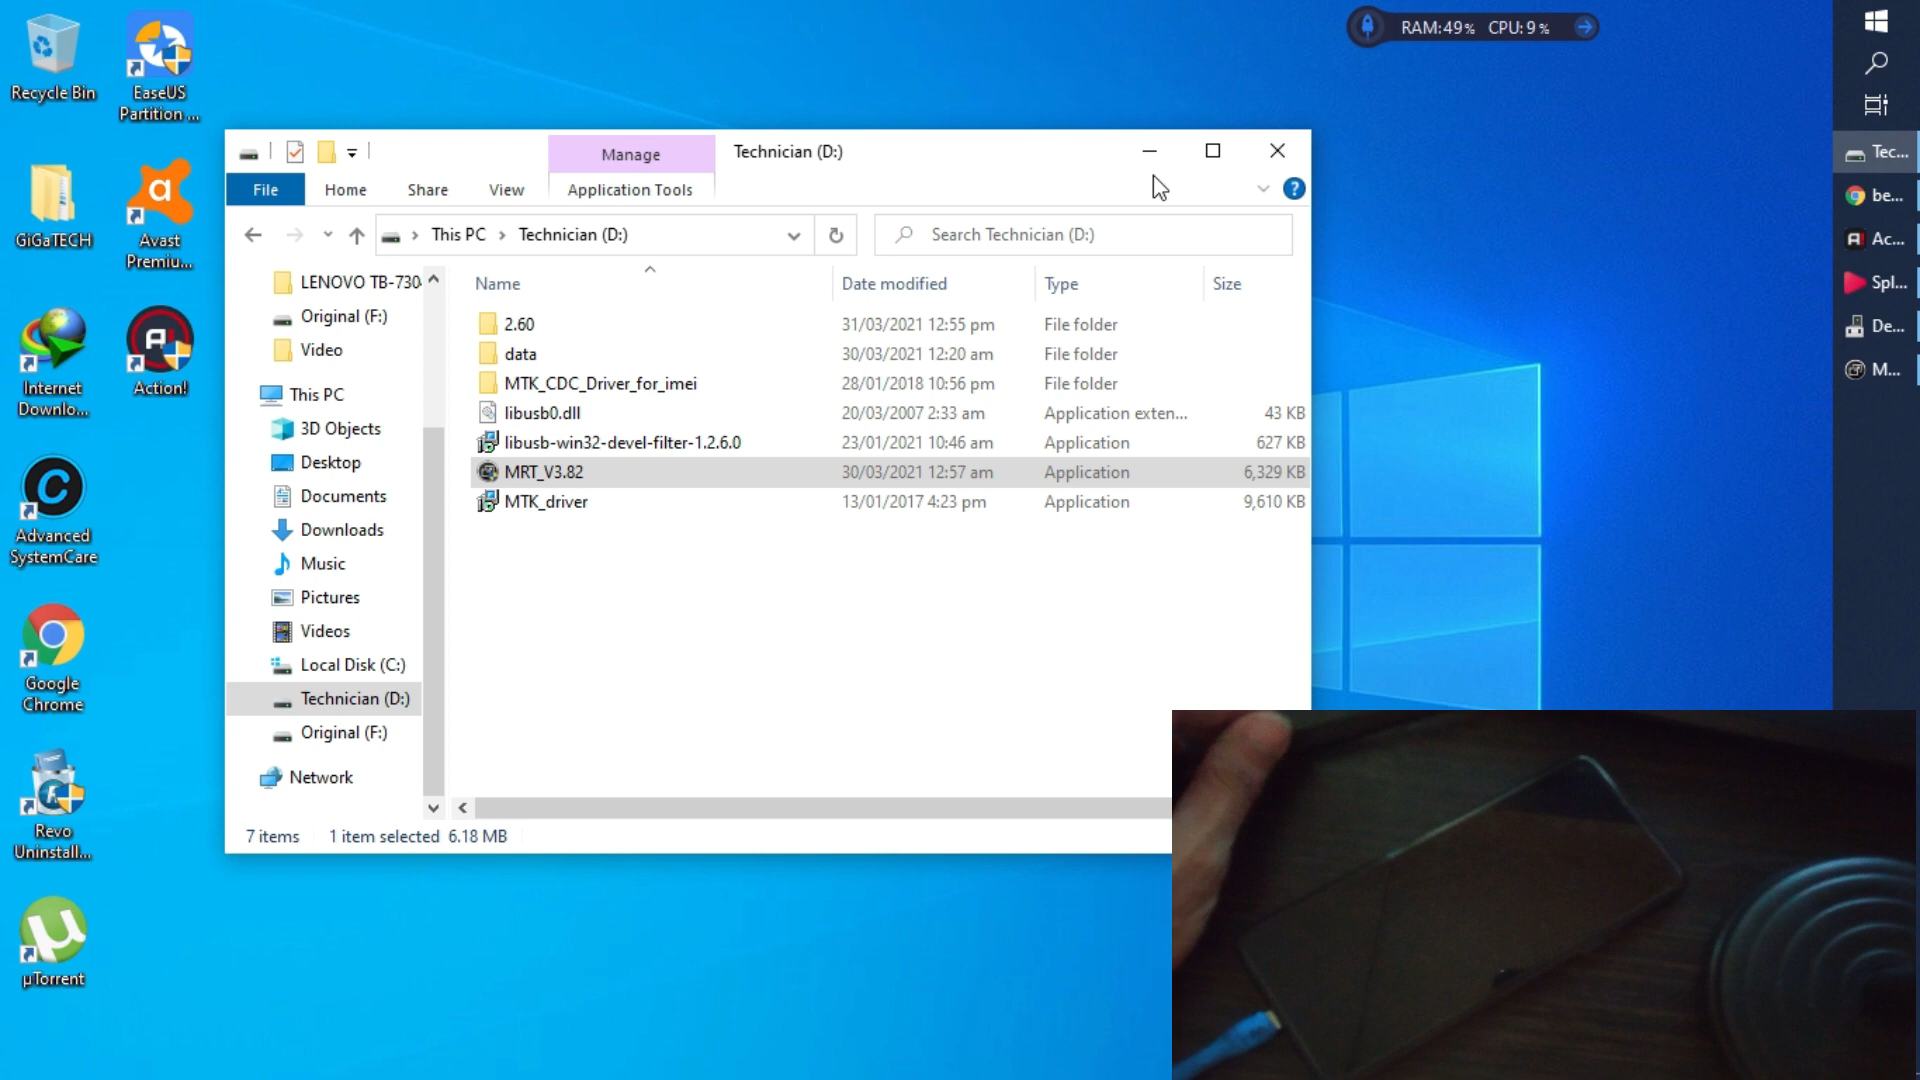 Recycle Bin
EaseUS
Partition ...
GiGaTECH
Avast
Premiu...
Internet
Downlo...
Action!
Advanced
SystemCare
Google
Chrome
Revo
Uninstall...
µTorrent
RAM:49% CPU: 9%
Manage
Technician (D:)
File
Home
Share
View
Application Tools
This PC
Technician (D:)
Search Technician (D:)
LENOVO TB-730
Original (F:)
Video
This PC
3D Objects
Desktop
Documents
Downloads
Music
Pictures
Videos
Local Disk (C:)
Technician (D:)
Original (F:)
Network
Name Date modified Type Size
2.60 31/03/2021 12:55 pm File folder
data 30/03/2021 12:20 am File folder
MTK_CDC_Driver_for_imei 28/01/2018 10:56 pm File folder
libusb0.dll 20/03/2007 2:33 am Application exten... 43 KB
libusb-win32-devel-filter-1.2.6.0 23/01/2021 10:46 am Application 627 KB
MRT_V3.82 30/03/2021 12:57 am Application 6,329 KB
MTK_driver 13/01/2017 4:23 pm Application 9,610 KB
7 items 1 item selected 6.18 MB
Tec...
be...
Ac...
Spl...
De...
M...